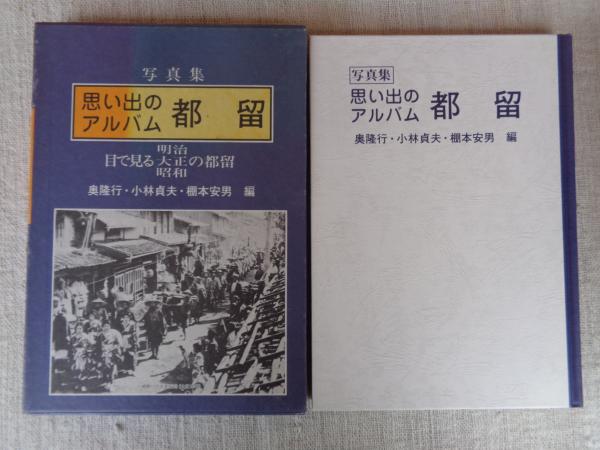 写真集
思い出の
アルバム 都留
明治
目で見る大正の都留
昭和
奥隆行・小林貞夫・棚本安男 編
写真集
思い出の
アルバム 都留
奥隆行・小林貞夫・棚本安男 編